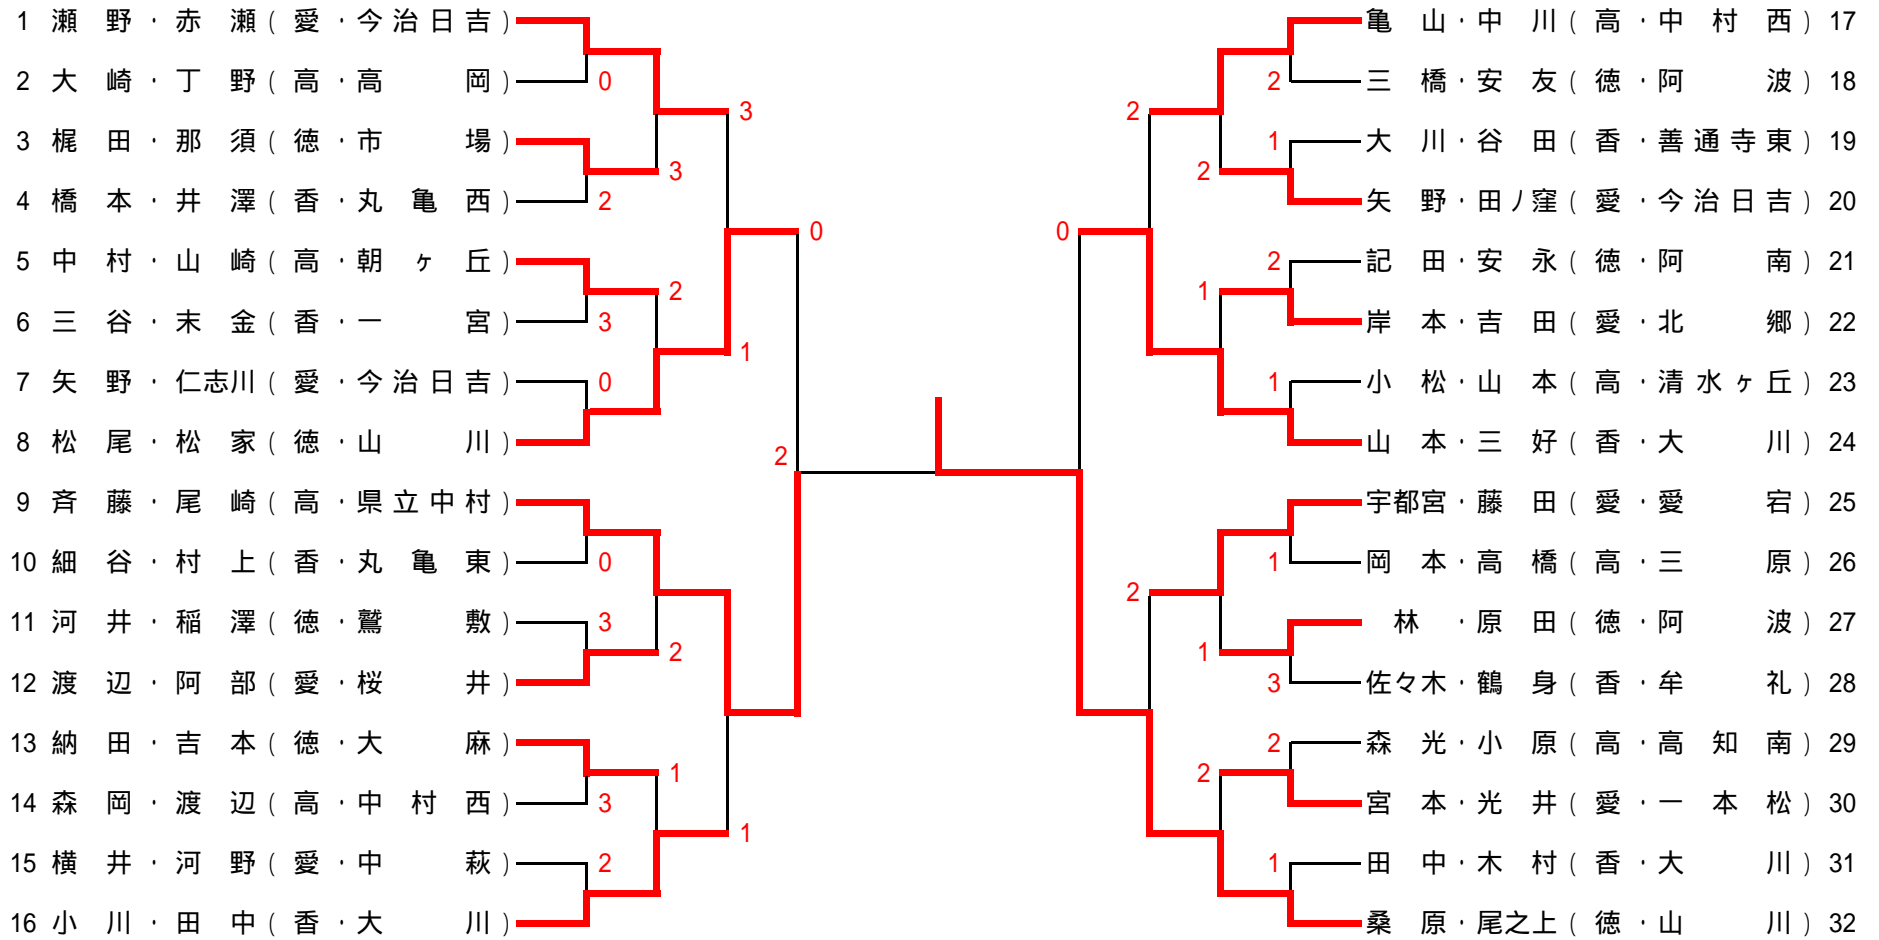 1 瀬野・赤瀬(愛・今治日吉)
2 大崎・丁野(高・高岡)
0
3 梶田・那須(徳・市場)
3
3
4 橋本・井澤(香・丸亀西)
2
0
5 中村・山崎(高・朝ヶ丘)
2
6 三谷・末金(香・一宮)
3
1
7 矢野・仁志川(愛・今治日吉)
0
8 松尾・松家(徳・山川)
2
9 斉藤・尾崎(高・県立中村)
10 細谷・村上(香・丸亀東)
0
11 河井・稲澤(徳・鷲敷)
3
2
12 渡辺・阿部(愛・桜井)
13 納田・吉本(徳・大麻)
1
14 森岡・渡辺(高・中村西)
3
1
15 横井・河野(愛・中萩)
2
16 小川・田中(香・大川)
亀山・中川(高・中村西) 17
2
三橋・安友(徳・阿波) 18
2
1
大川・谷田(香・善通寺東) 19
2
矢野・田ノ窪(愛・今治日吉) 20
0
2
記田・安永(徳・阿南) 21
1
岸本・吉田(愛・北郷) 22
1
小松・山本(高・清水ヶ丘) 23
山本・三好(香・大川) 24
宇都宮・藤田(愛・愛宕) 25
1
岡本・高橋(高・三原) 26
2
林・原田(徳・阿波) 27
1
3
佐々木・鶴身(香・牟礼) 28
2
森光・小原(高・高知南) 29
2
宮本・光井(愛・一本松) 30
1
田中・木村(香・大川) 31
桑原・尾之上(徳・山川) 32